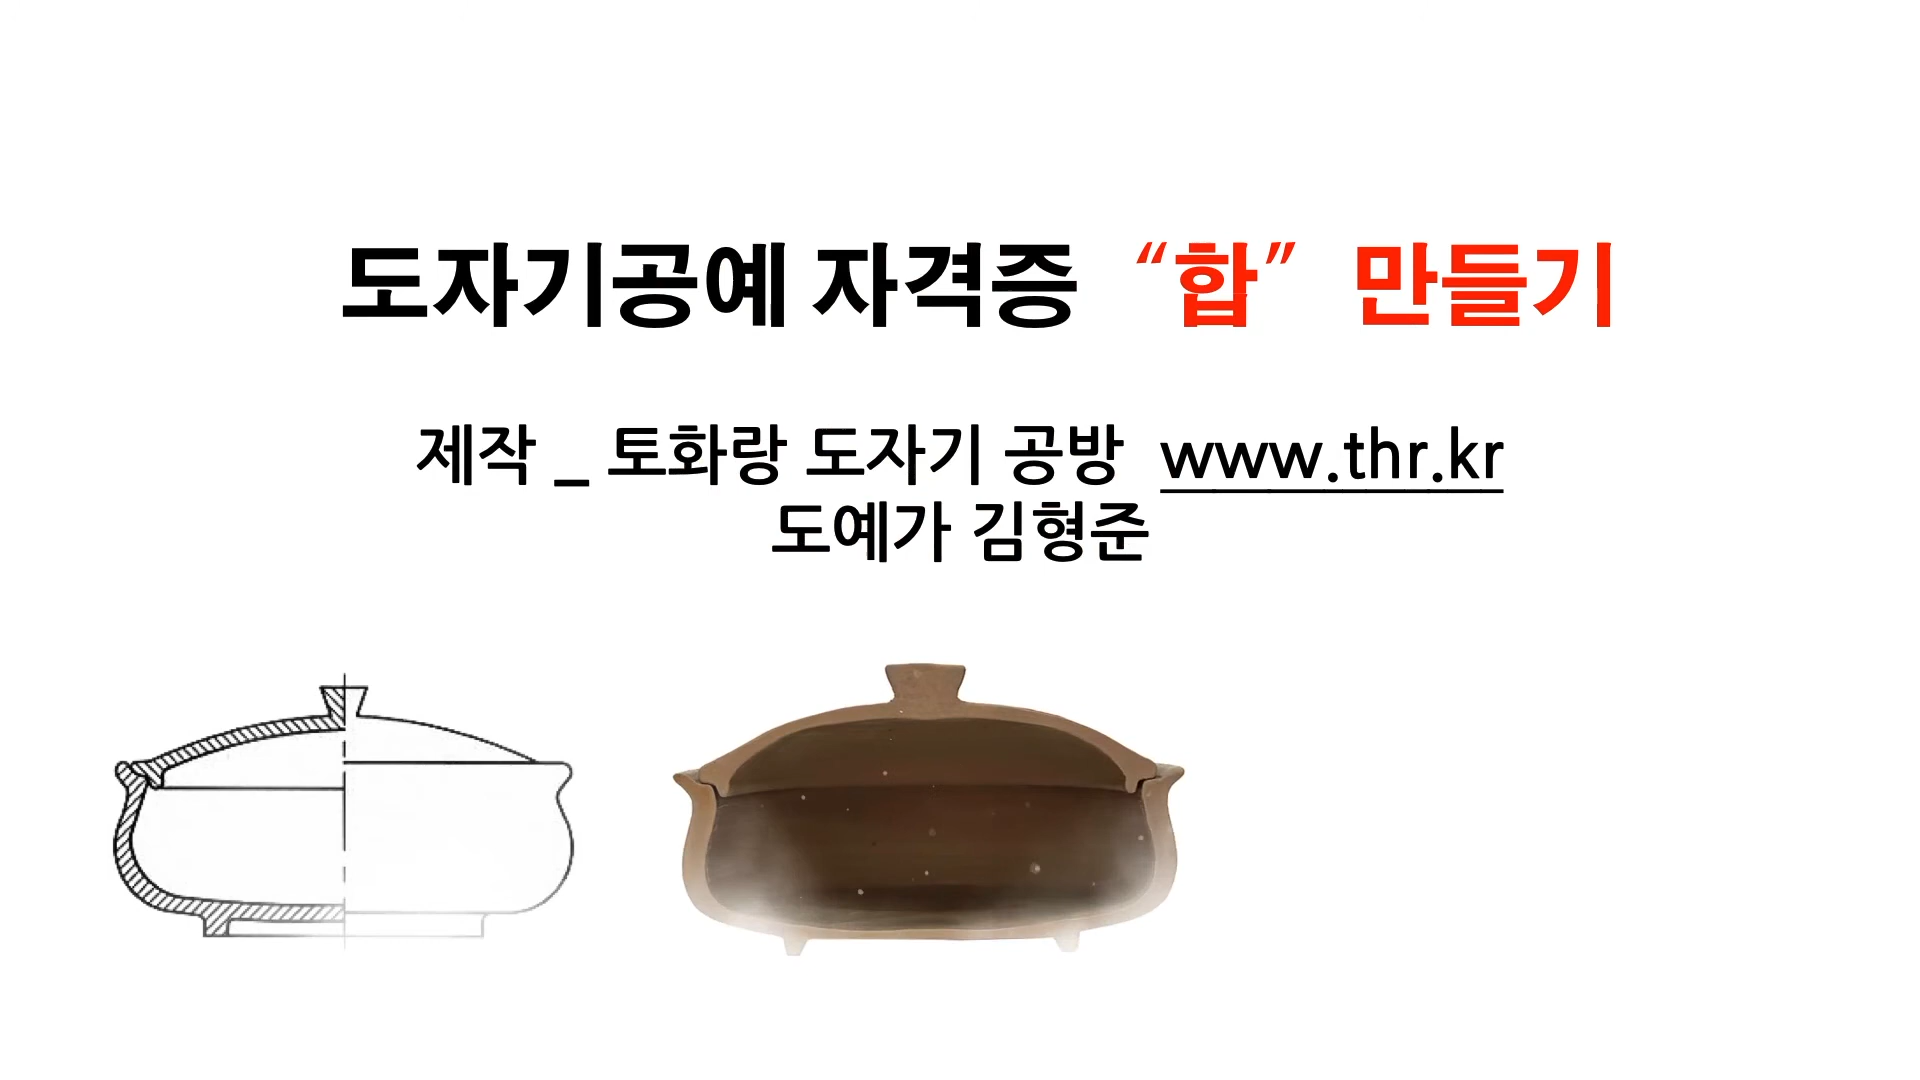 도자기공예 자격증 “합” 만들기
제작 _ 토화랑 도자기 공방 www.thr.kr
도예가 김형준